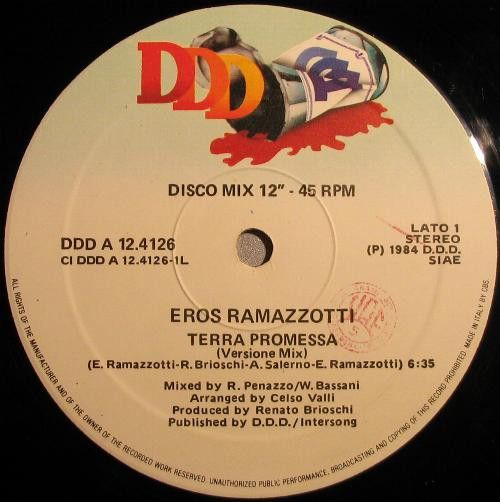 DDD
DISCO MIX 12" - 45 RPM
DDD A 12.4126
CI DDD A 12.4126-1L
LATO 1
STEREO
(P) 1984 D.D.D.
SIAE
EROS RAMAZZOTTI
TERRA PROMESSA
(Versione Mix)
(E. Ramazzotti-R. Brioschi-A. Salerno-E. Ramazzotti) 6:35
Mixed by R. Penazzo/W. Bassani
Arranged by Celso Valli
Produced by Renato Brioschi
Published by D.D.D./Intersong
ALL RIGHTS OF THE MANUFACTURER AND OF THE OWNER OF THE RECORDED WORK RESERVED. UNAUTHORIZED PUBLIC PERFORMANCE, BROADCASTING AND COPYING OF THIS RECORD PROHIBITED. MADE IN ITALY BY CBS